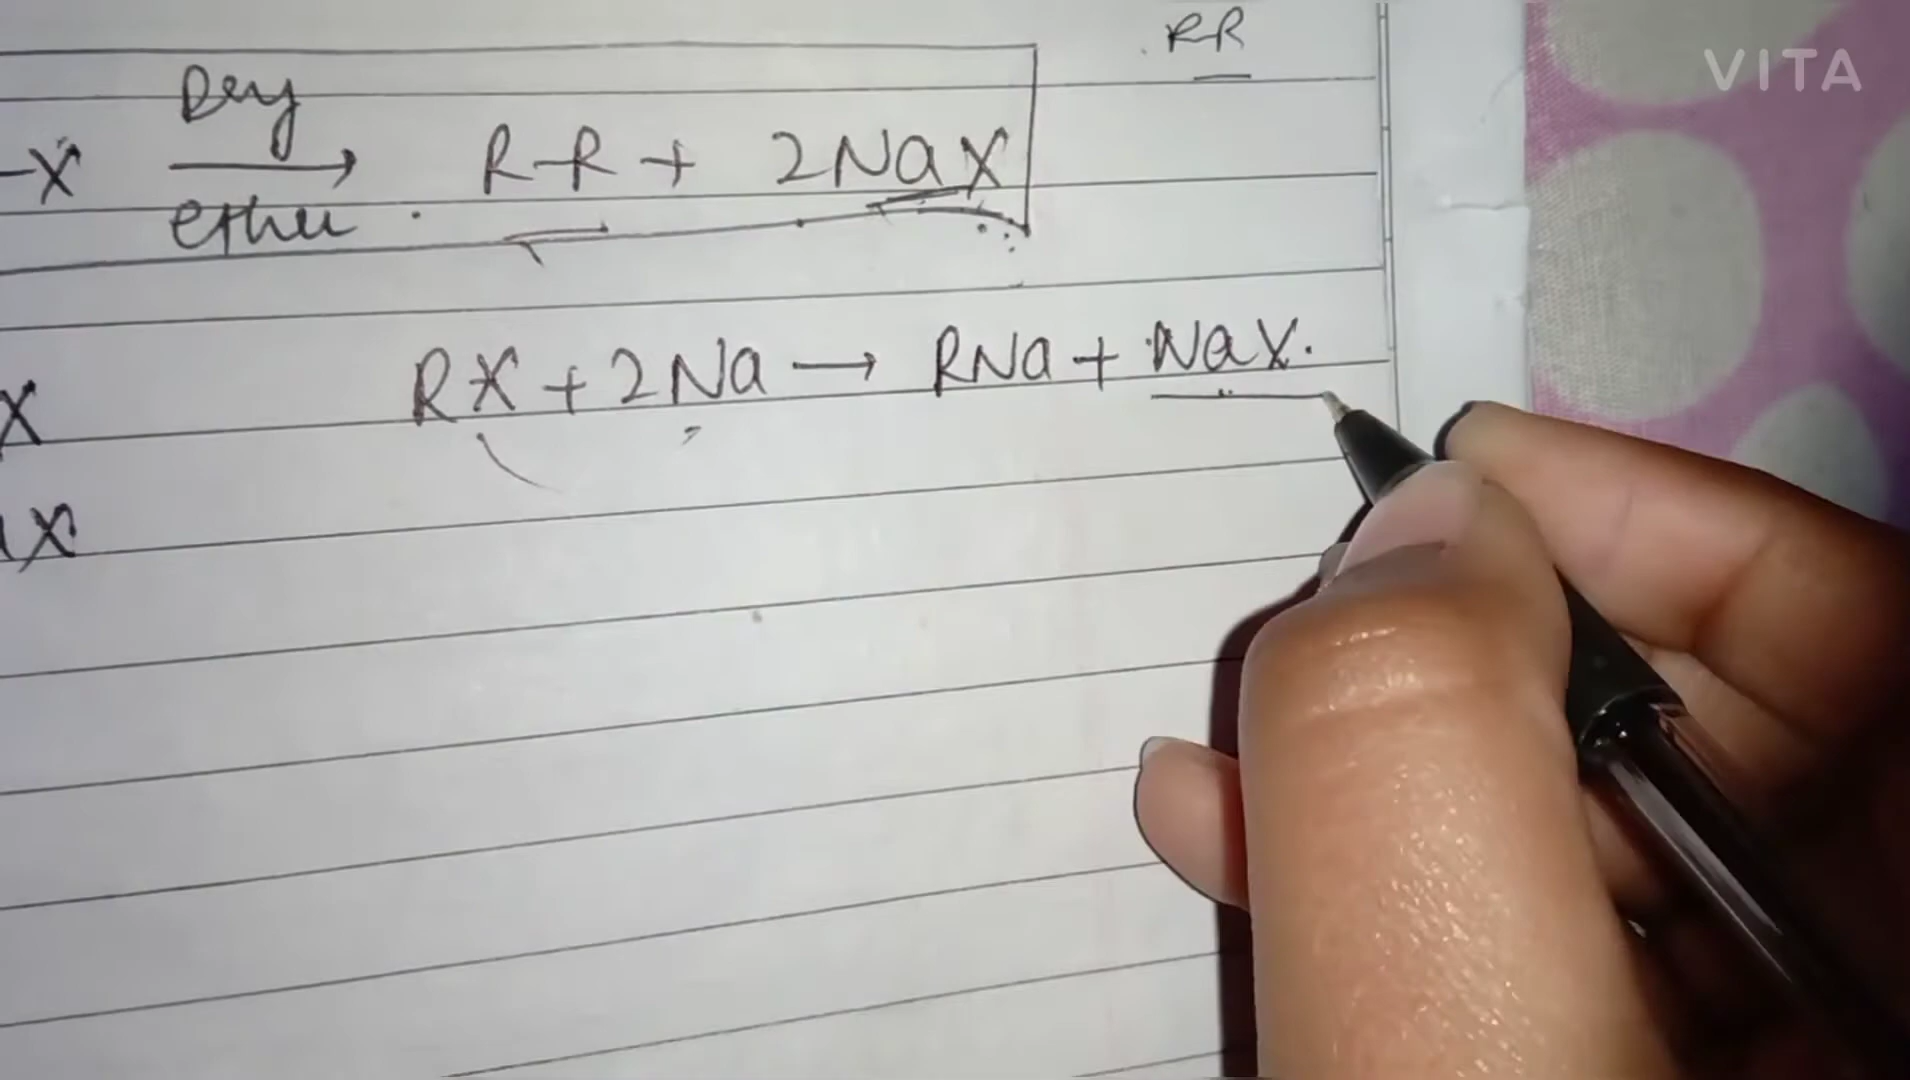 RR
VITA
Dry
-X → R-R + 2NaX
ether
RX + 2Na → RNa + NaX.
X
X